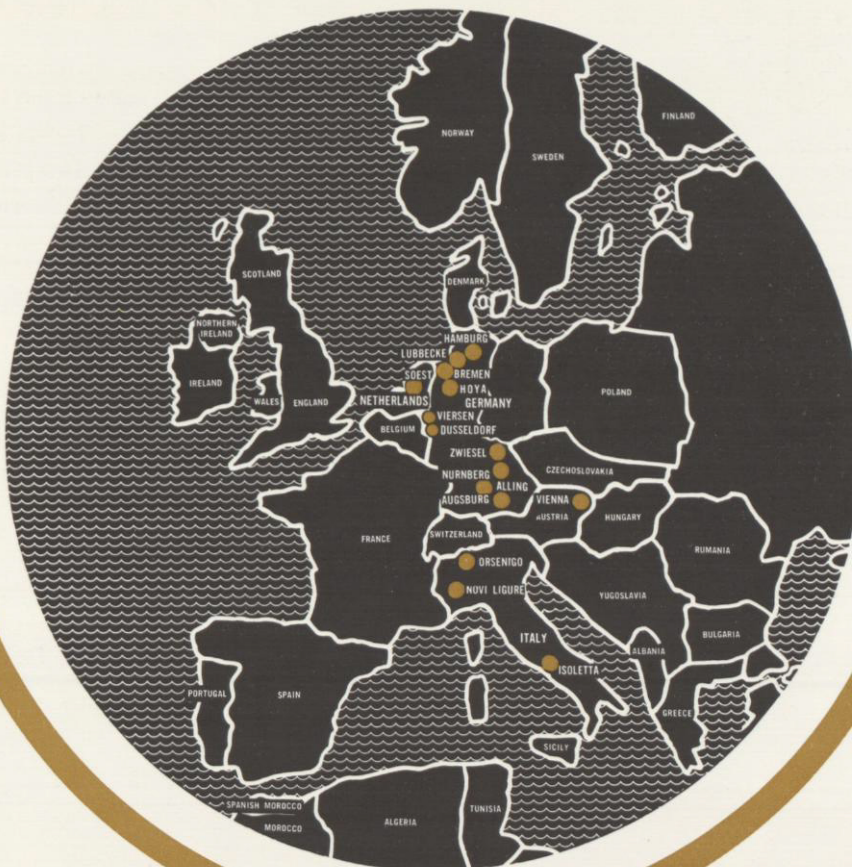 FINLAND
NORWAY
SWEDEN
SCOTLAND
DENMARK
NORTHERN
IRELAND
HAMBURG
LUBBECKE
SOEST
BREMEN
IRELAND
HOYA
WALES
ENGLAND
NETHERLANDS
GERMANY
POLAND
VIERSEN
BELGIUM
DUSSELDORF
ZWIESEL
CZECHOSLOVAKIA
NURNBERG
ALLING
AUGSBURG
VIENNA
AUSTRIA
HUNGARY
SWITZERLAND
FRANCE
RUMANIA
ORSENIGO
NOVI LIGURE
YUGOSLAVIA
ITALY
BULGARIA
ALBANIA
ISOLETTA
PORTUGAL
SPAIN
GREECE
SICILY
SPANISH MOROCCO
MOROCCO
ALGERIA
TUNISIA